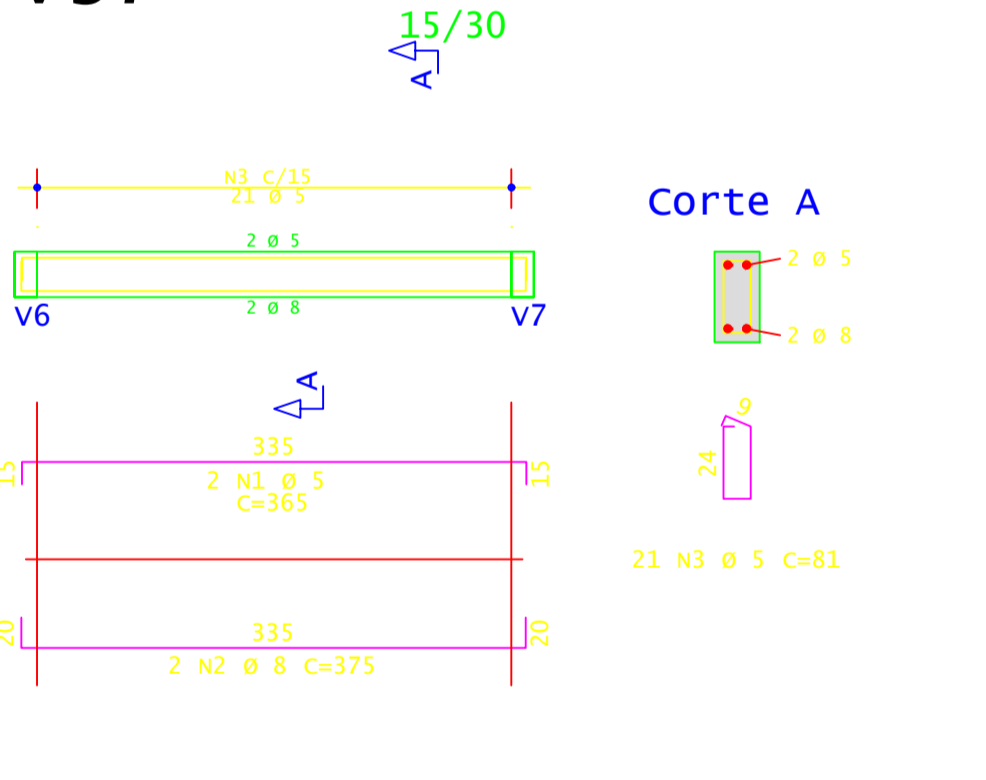 15/30
A
N3 C/15
21 Ø 5
2 Ø 5
2 Ø 8
V6
V7
Corte A
2 Ø 5
2 Ø 8
A
335
15
15
2 N1 Ø 5
C=365
9
24
21 N3 Ø 5 C=81
335
20
20
2 N2 Ø 8 C=375